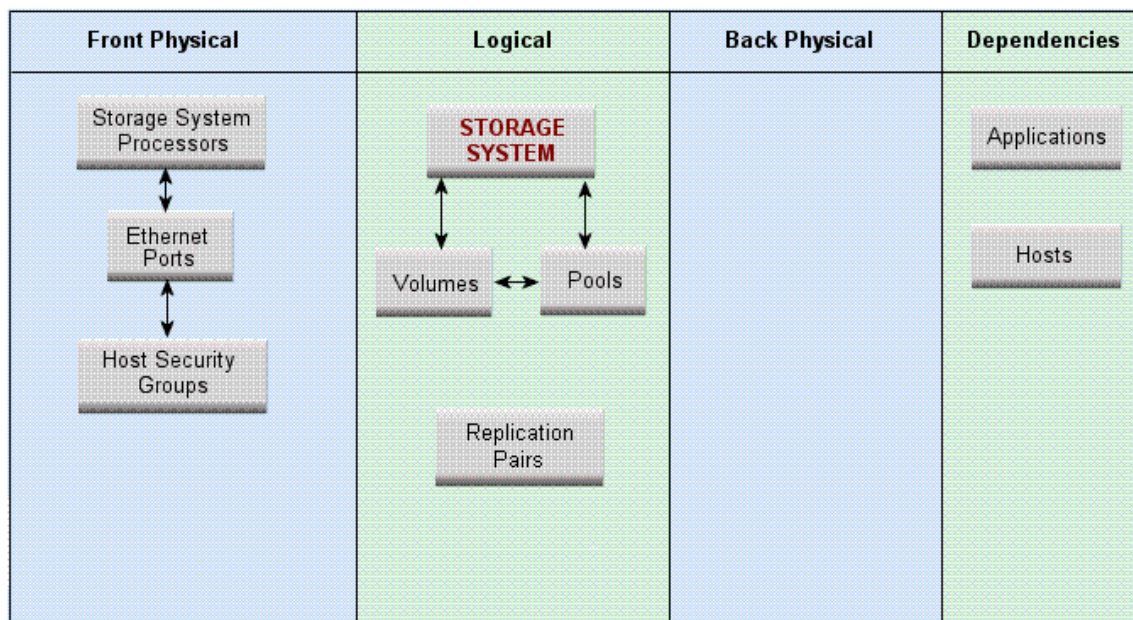 Front Physical
Logical
Back Physical
Dependencies
Storage System
Processors
Ethernet
Ports
Host Security
Groups
STORAGE
SYSTEM
Volumes
Pools
Replication
Pairs
Applications
Hosts